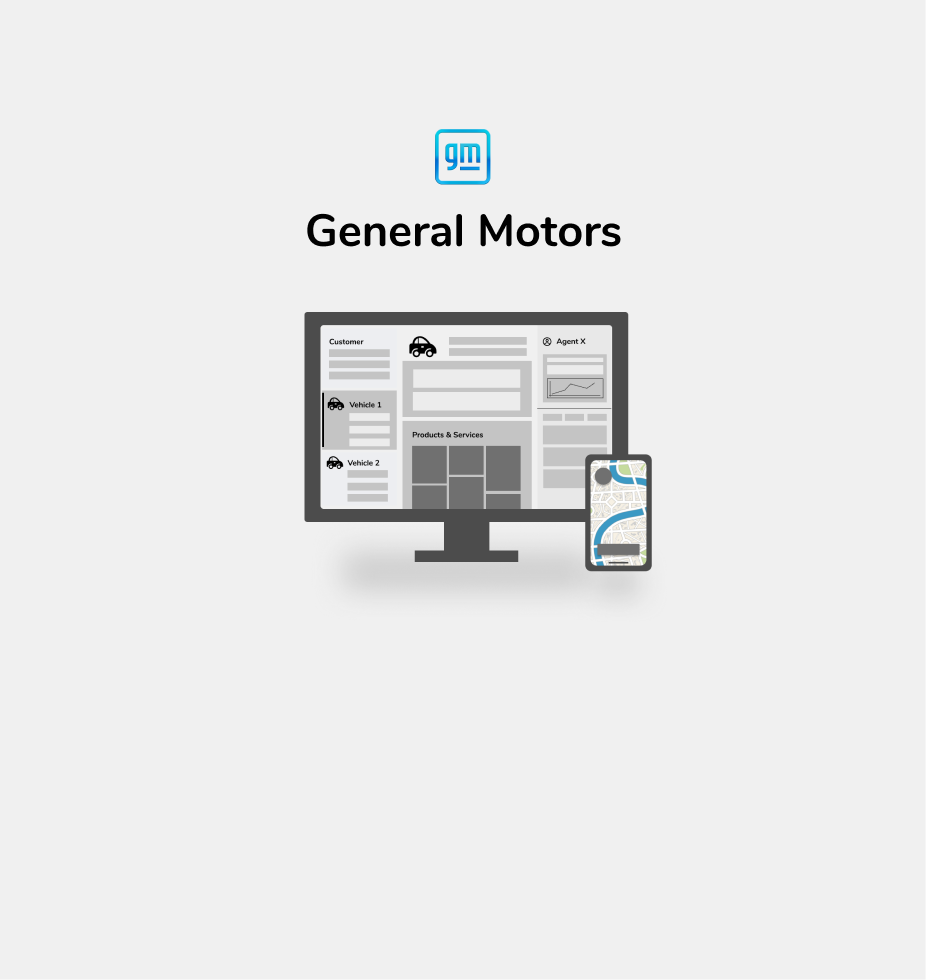 gm
General Motors
Customer
Vehicle 1
Vehicle 2
Products & Services
Agent X